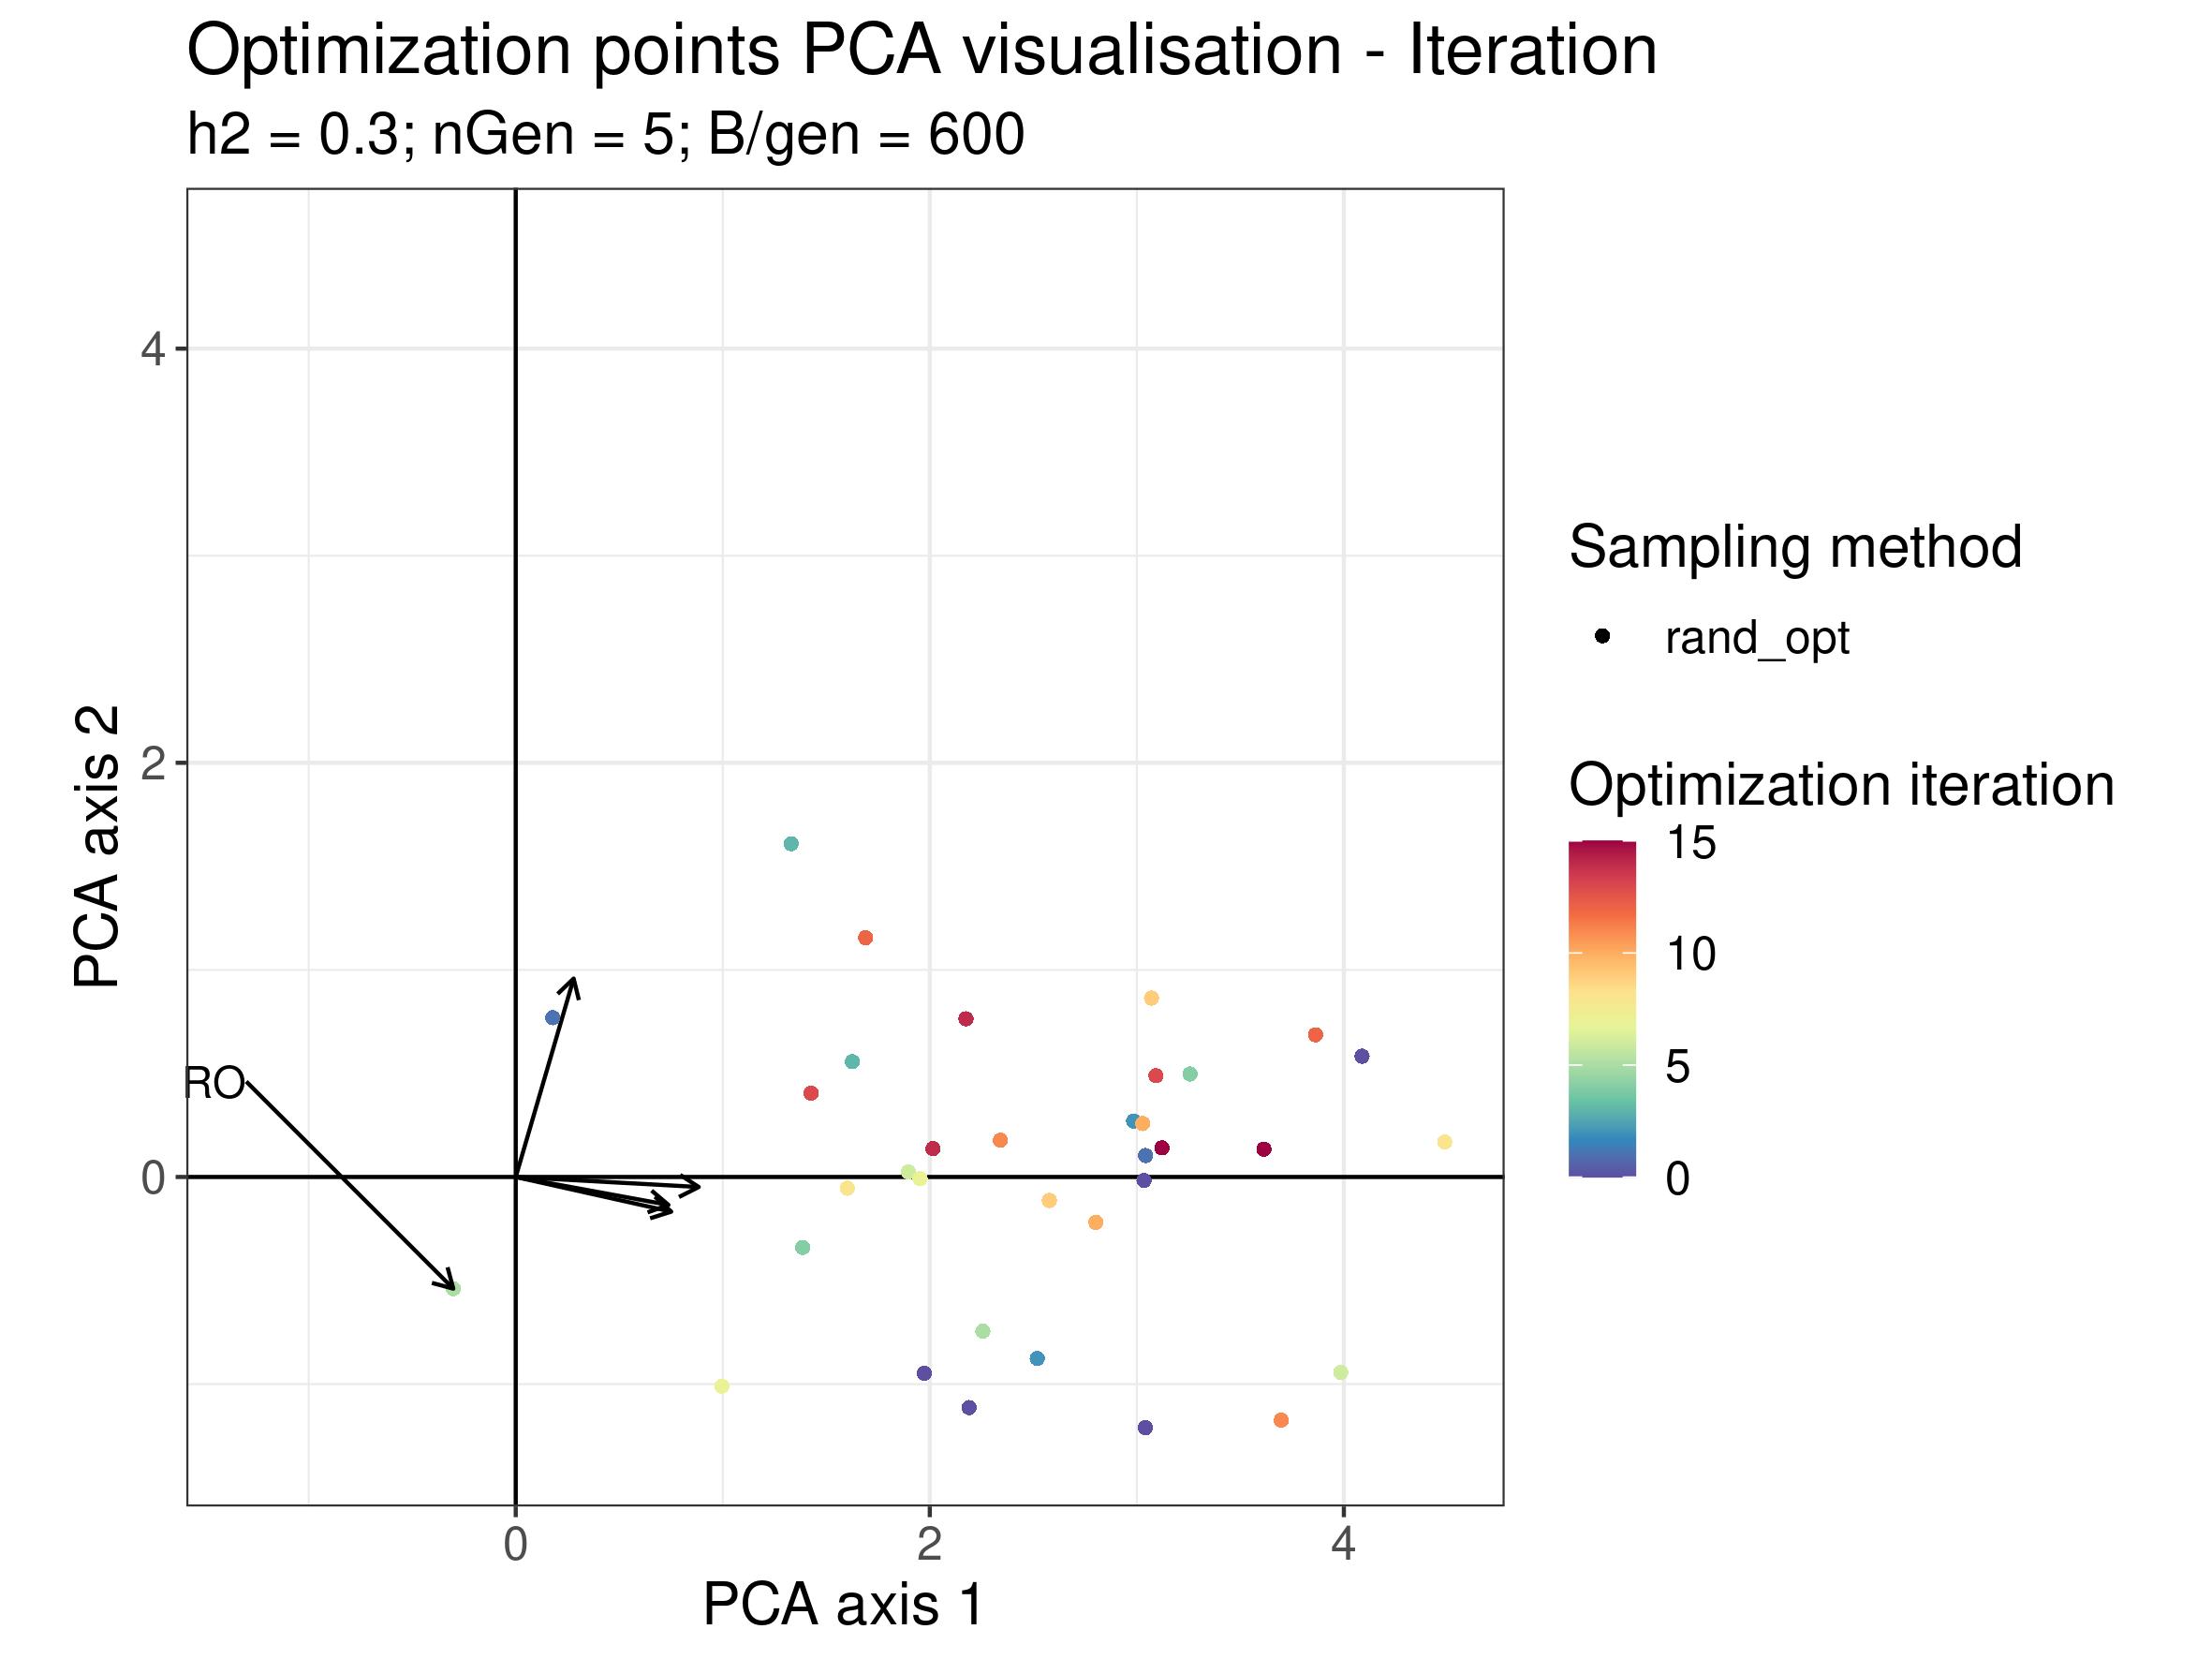 Optimization points PCA visualisation - Iteration
h2 = 0.3; nGen = 5; B/gen = 600
4
2
0
RO
0
2
4
PCA axis 1
PCA axis 2
Sampling method
rand_opt
Optimization iteration
15
10
5
0